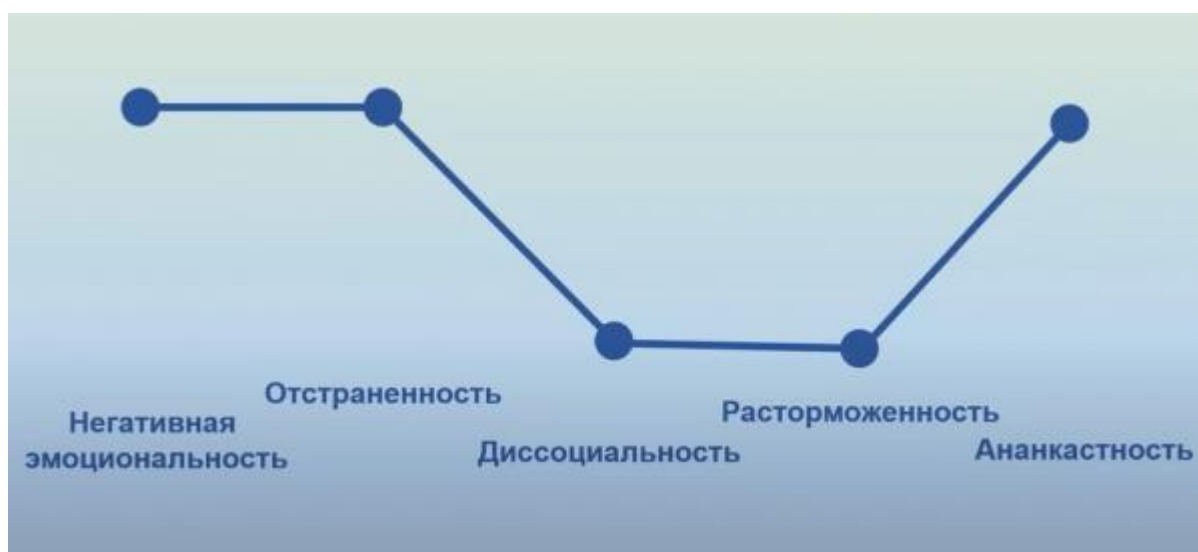 Негативная
эмоциональность
Отстраненность
Диссоциальность
Расторможенность
Ананкастность